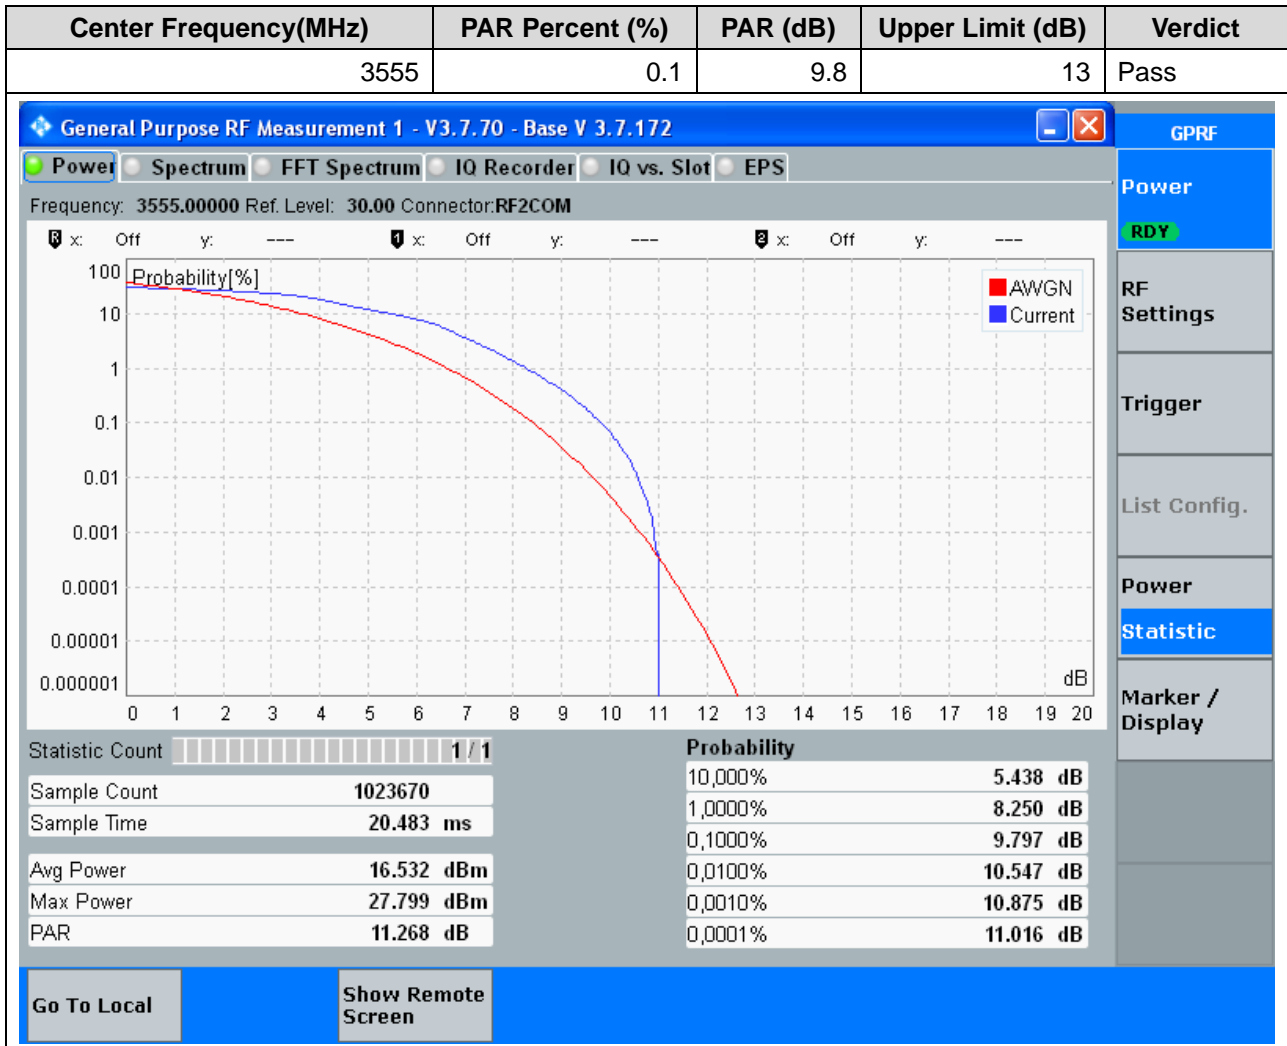 Center Frequency(MHz) PAR Percent (%) PAR (dB) Upper Limit (dB) Verdict
3555 0.1 9.8 13 Pass
General Purpose RF Measurement 1 - V3.7.70 - Base V 3.7.172
GPRF
Power Spectrum FFT Spectrum IQ Recorder IQ vs. Slot EPS
Power
RDY
Frequency: 3555.00000 Ref. Level: 30.00 Connector:RF2COM
R x: Off y: --- 1 x: Off y: --- 2 x: Off y: ---
Probability[%]
AWGN
Current
100
10
1
0.1
0.01
0.001
0.0001
0.00001
0.000001
dB
0 1 2 3 4 5 6 7 8 9 10 11 12 13 14 15 16 17 18 19 20
RF
Settings
Trigger
List Config.
Power
Statistic
Marker /
Display
Statistic Count 1 / 1
Sample Count 1023670
Sample Time 20.483 ms
Avg Power 16.532 dBm
Max Power 27.799 dBm
PAR 11.268 dB
Probability
10,000% 5.438 dB
1,0000% 8.250 dB
0,1000% 9.797 dB
0,0100% 10.547 dB
0,0010% 10.875 dB
0,0001% 11.016 dB
Go To Local
Show Remote
Screen